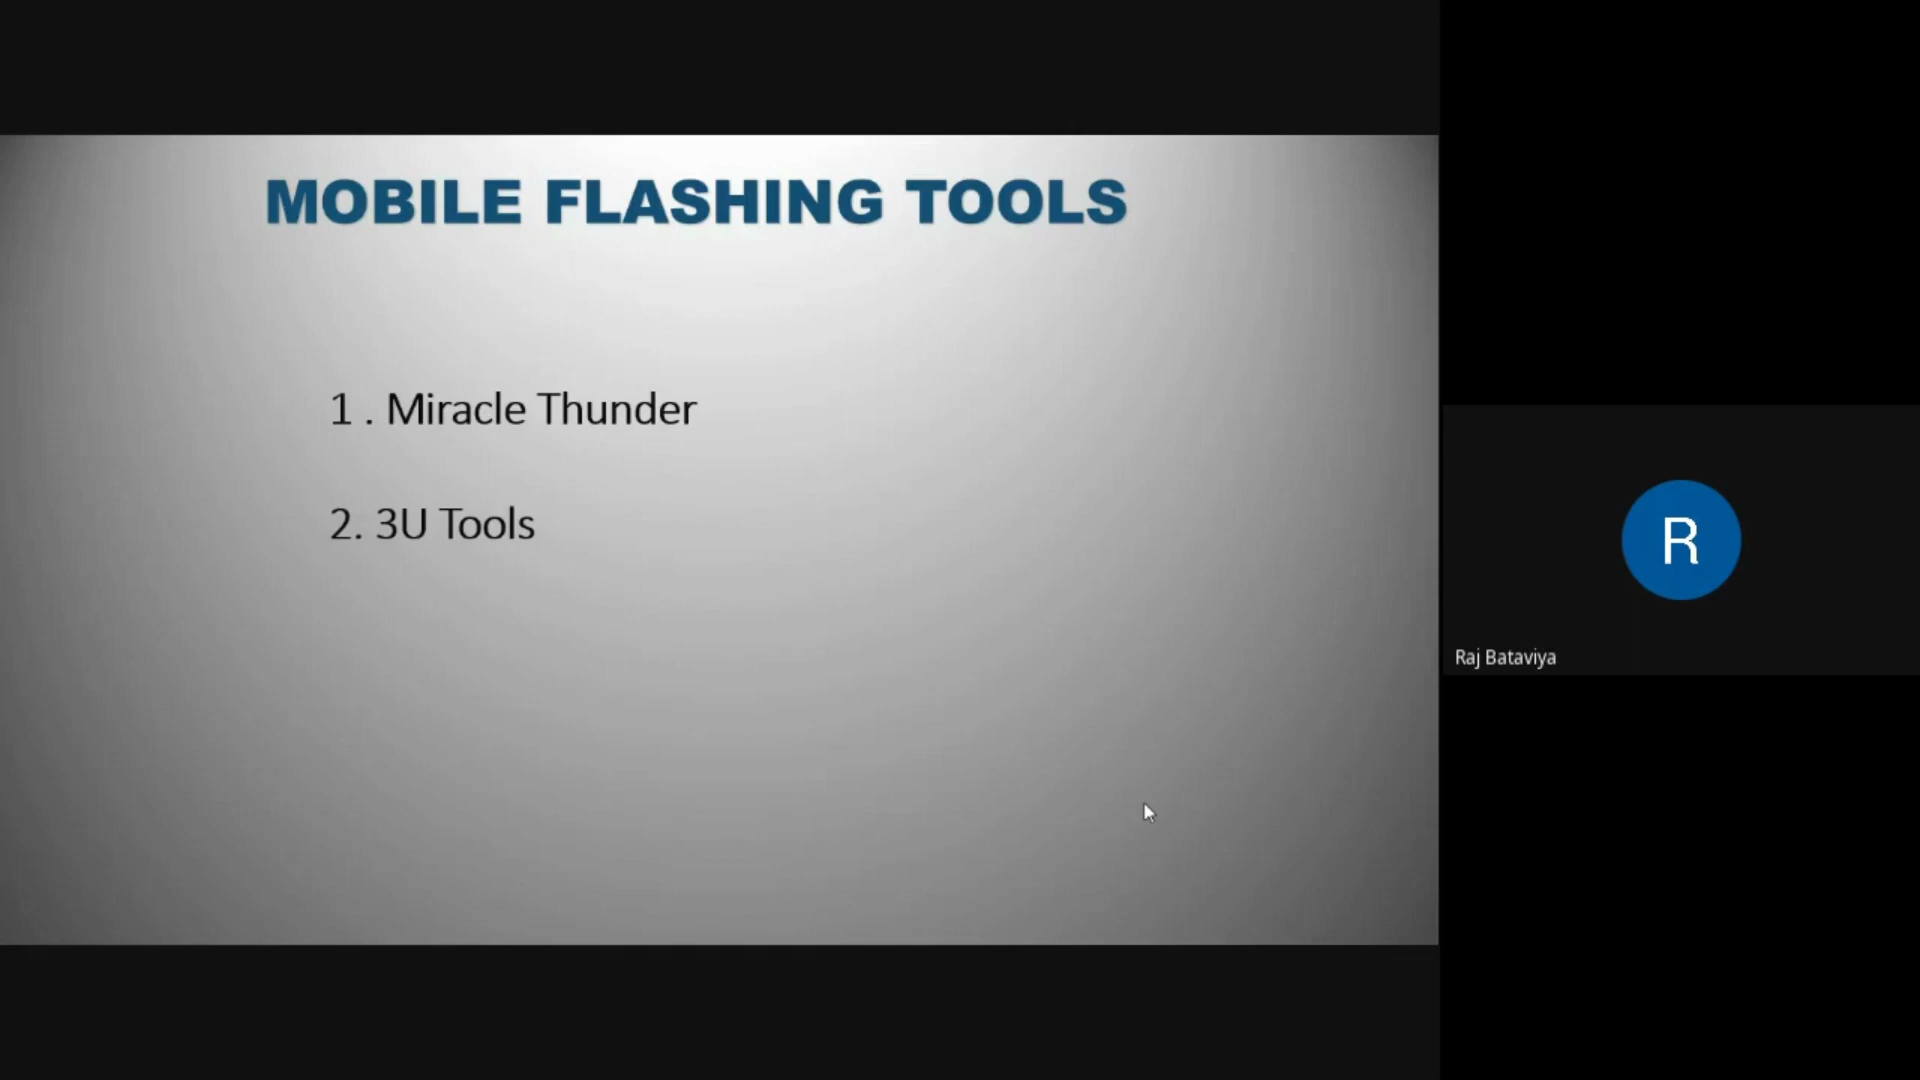 MOBILE FLASHING TOOLS
1 . Miracle Thunder
2. 3U Tools
R
Raj Bataviya